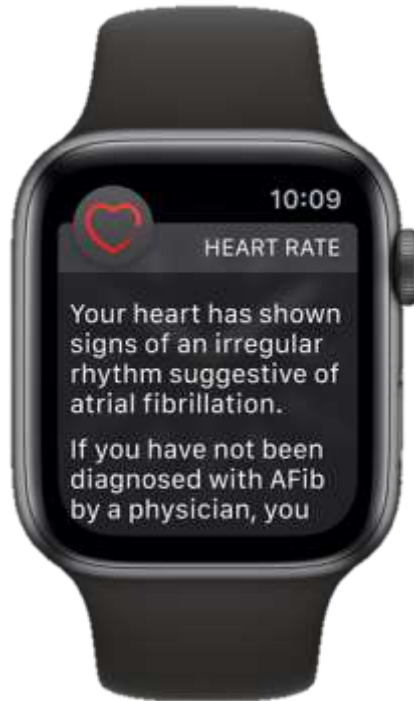 10:09
HEART RATE
Your heart has shown
signs of an irregular
rhythm suggestive of
atrial fibrillation.
If you have not been
diagnosed with AFib
by a physician, you